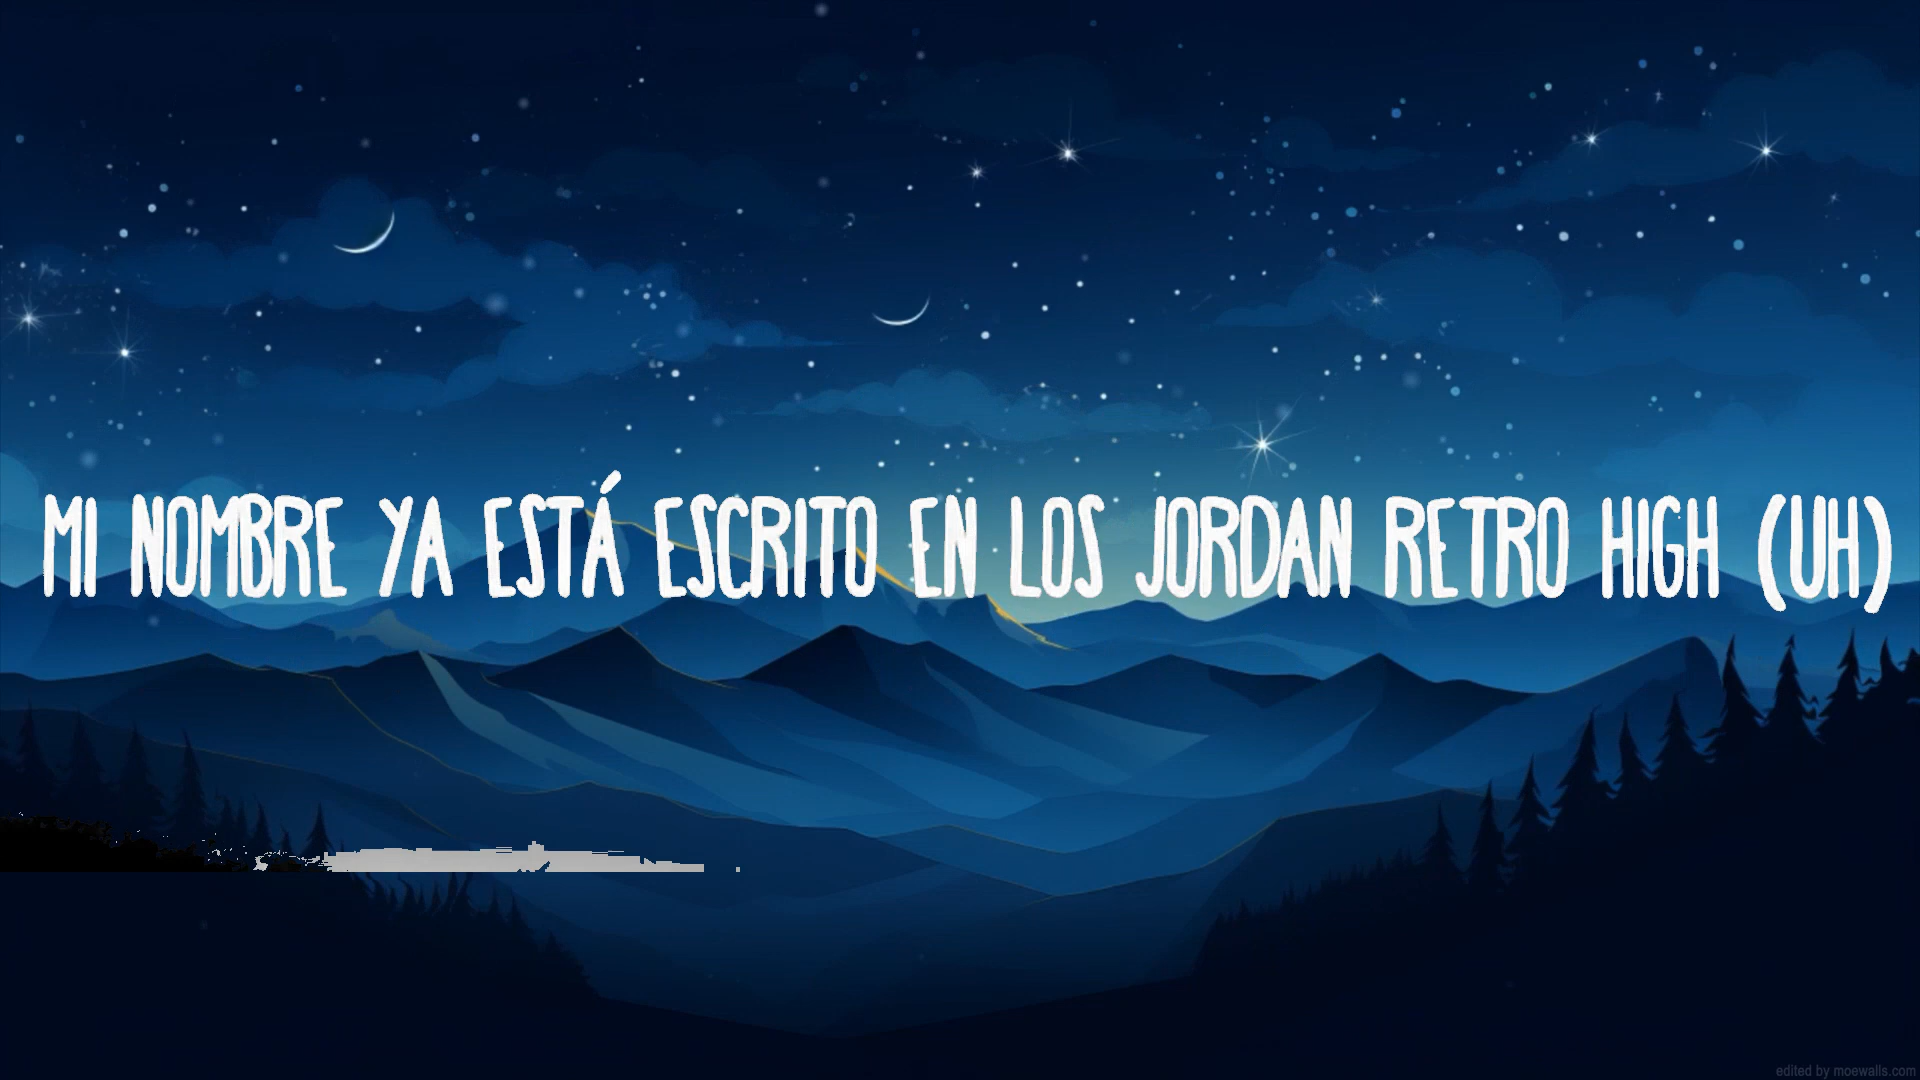 MI NOMBRE YA ESTÁ ESCRITO EN LOS JORDAN RETRO HIGH (UH)
edited by moewalls.com